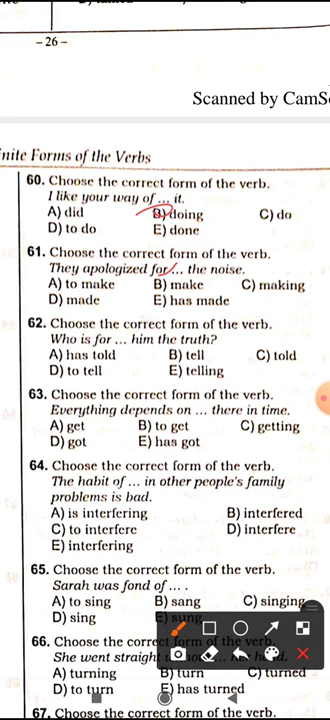 – 26 –
Scanned by CamS
nite Forms of the Verbs
60. Choose the correct form of the verb.
I like your way of ... it.
A) did B) doing C) do
D) to do E) done
61. Choose the correct form of the verb.
They apologized for ... the noise.
A) to make B) make C) making
D) made E) has made
62. Choose the correct form of the verb.
Who is for ... him the truth?
A) has told B) tell C) told
D) to tell E) telling
63. Choose the correct form of the verb.
Everything depends on ... there in time.
A) get B) to get C) getting
D) got E) has got
64. Choose the correct form of the verb.
The habit of ... in other people's family
problems is bad.
A) is interfering B) interfered
C) to interfere D) interfere
E) interfering
65. Choose the correct form of the verb.
Sarah was fond of ... .
A) to sing B) sang C) singing
D) sing E) sung
66. Choose the correct form of the verb.
She went straight ... her head.
A) turning B) turn C) turned
D) to turn E) has turned
67. Choose the correct form of the verb.